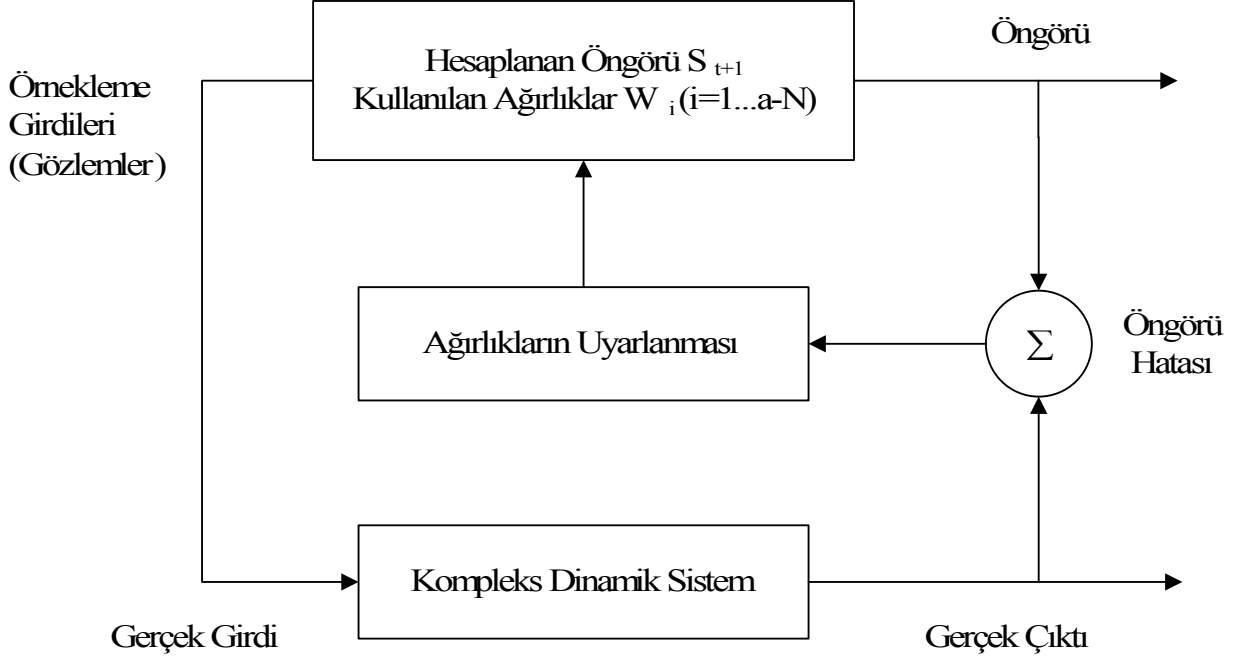 Öngörü
Hesaplanan Öngörü S t+1
Kullanılan Ağırlıklar W i (i=1...a-N)
Örnekleme
Girdileri
(Gözlemler)
Ağırlıkların Uyarlanması
Σ
Öngörü
Hatası
Kompleks Dinamik Sistem
Gerçek Girdi
Gerçek Çıktı